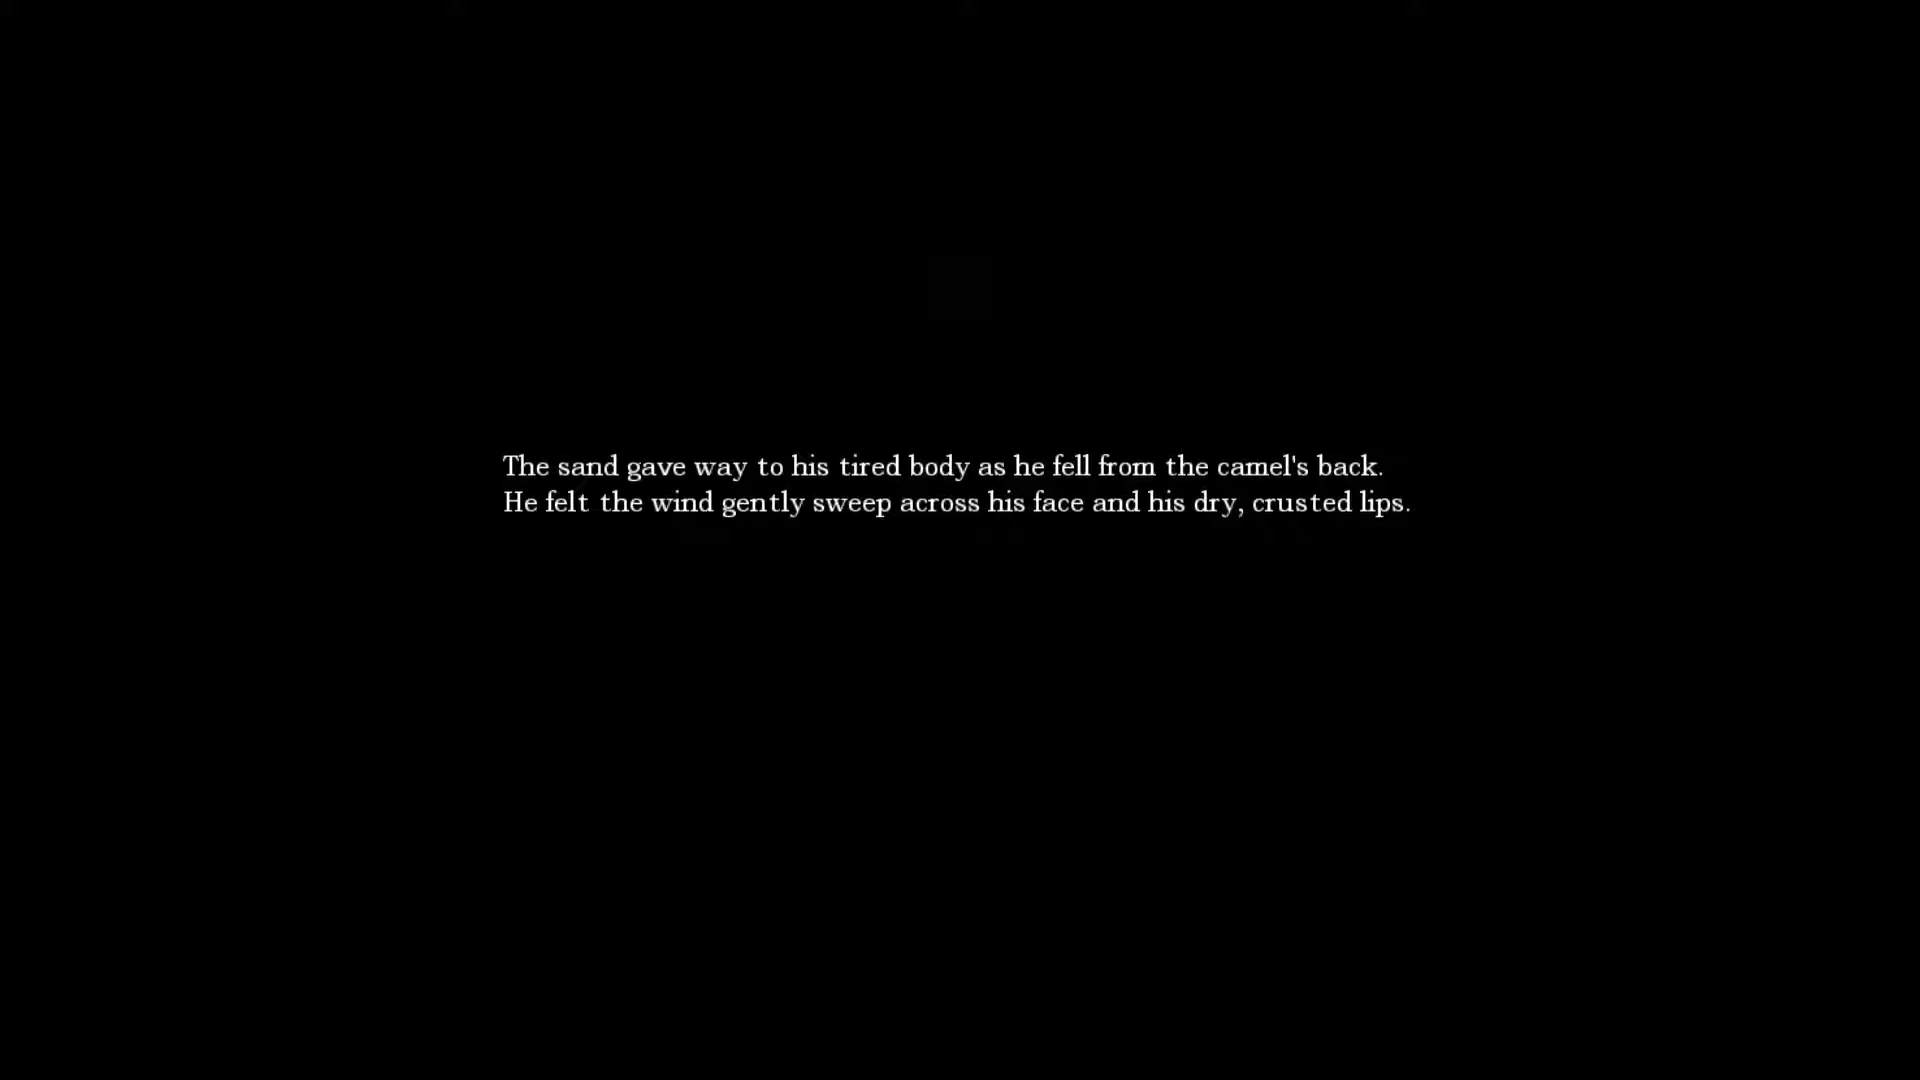 The sand gave way to his tired body as he fell from the camel's back.
He felt the wind gently sweep across his face and his dry, crusted lips.